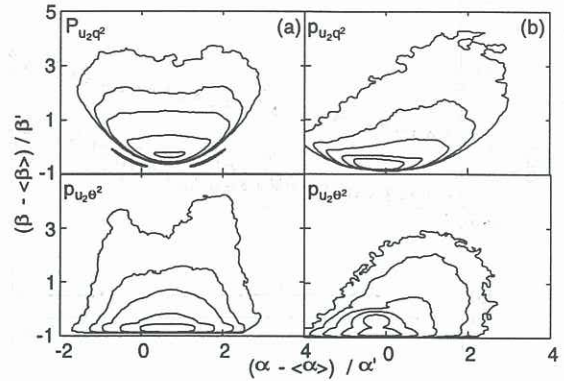 P_{u_2q^2} (a)
p_{u_2q^2} (b)
5
3
1
-1
p_{u_2θ^2}
p_{u_2θ^2}
3
1
-1
-2 0 2 0 2 4
(β - <β>) / β'
(α - <α>) / α'